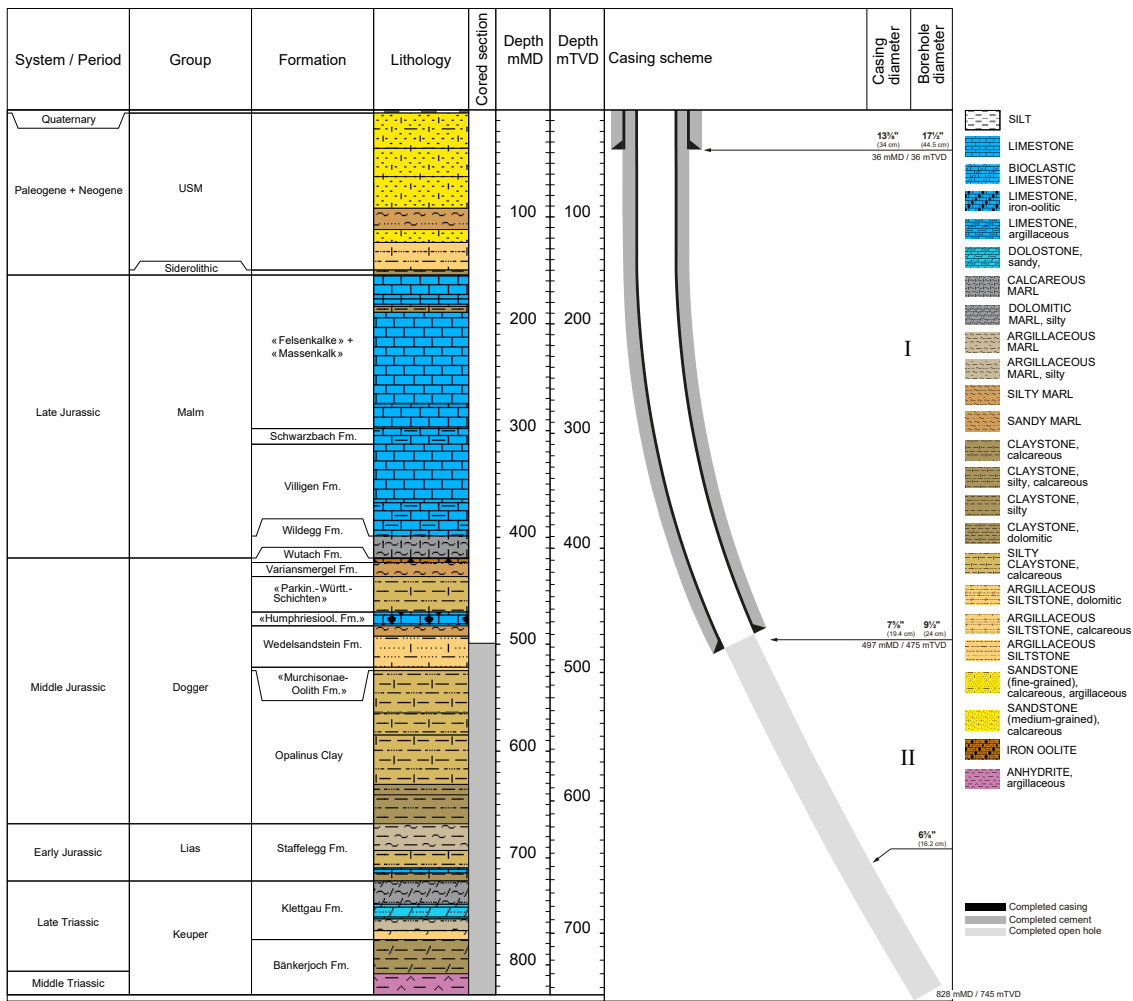 System / Period
Group
Formation
Lithology
Cored section
Depth
mMD
Depth
mTVD
Casing scheme
Casing
diameter
Borehole
diameter
Quaternary
Paleogene + Neogene
USM
Siderolithic
Late Jurassic
Malm
«Felsenkalke» +
«Massenkalk»
Schwarzbach Fm.
Villigen Fm.
Wildegg Fm.
Wutach Fm.
Variansmergel Fm.
«Parkin.-Württ.-
Schichten»
«Humphriesiool. Fm.»
Wedelsandstein Fm.
Middle Jurassic
Dogger
«Murchisonae-
Oolith Fm.»
Opalinus Clay
Early Jurassic
Lias
Staffelegg Fm.
Late Triassic
Keuper
Klettgau Fm.
Bänkerjoch Fm.
Middle Triassic
100
200
300
400
500
600
700
800
100
200
300
400
500
600
700
13⅜"
(34 cm)
17½"
(44.5 cm)
36 mMD / 36 mTVD
I
7⅝"
(19.4 cm)
9½"
(24 cm)
497 mMD / 475 mTVD
II
6⅜"
(16.2 cm)
828 mMD / 745 mTVD
SILT
LIMESTONE
BIOCLASTIC
LIMESTONE
LIMESTONE,
iron-oolitic
LIMESTONE,
argillaceous
DOLOSTONE,
sandy,
CALCAREOUS
MARL
DOLOMITIC
MARL, silty
ARGILLACEOUS
MARL
ARGILLACEOUS
MARL, silty
SILTY MARL
SANDY MARL
CLAYSTONE,
calcareous
CLAYSTONE,
silty, calcareous
CLAYSTONE,
silty
CLAYSTONE,
dolomitic
SILTY
CLAYSTONE,
calcareous
ARGILLACEOUS
SILTSTONE, dolomitic
ARGILLACEOUS
SILTSTONE, calcareous
ARGILLACEOUS
SILTSTONE
SANDSTONE
(fine-grained),
calcareous, argillaceous
SANDSTONE
(medium-grained),
calcareous
IRON OOLITE
ANHYDRITE,
argillaceous
Completed casing
Completed cement
Completed open hole